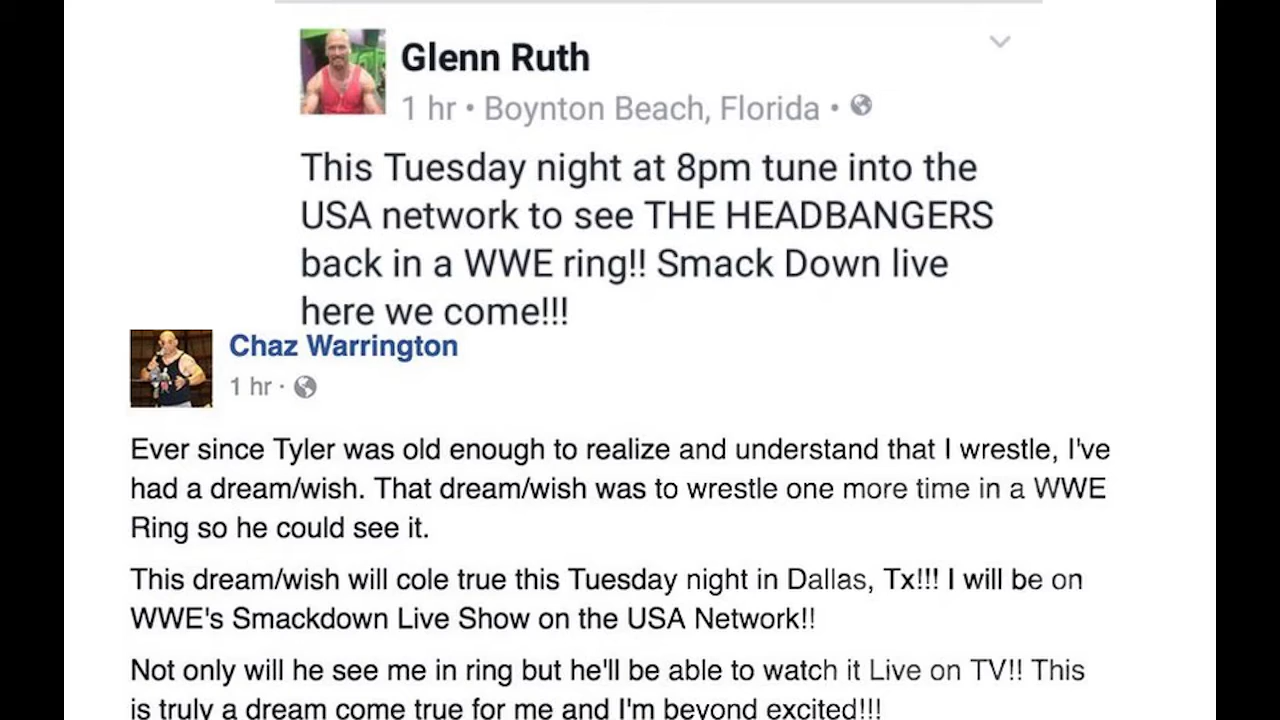 Glenn Ruth
1 hr • Boynton Beach, Florida •
This Tuesday night at 8pm tune into the
USA network to see THE HEADBANGERS
back in a WWE ring!! Smack Down live
here we come!!!
Chaz Warrington
1 hr ·
Ever since Tyler was old enough to realize and understand that I wrestle, I've
had a dream/wish. That dream/wish was to wrestle one more time in a WWE
Ring so he could see it.
This dream/wish will cole true this Tuesday night in Dallas, Tx!!! I will be on
WWE's Smackdown Live Show on the USA Network!!
Not only will he see me in ring but he'll be able to watch it Live on TV!! This
is truly a dream come true for me and I'm beyond excited!!!